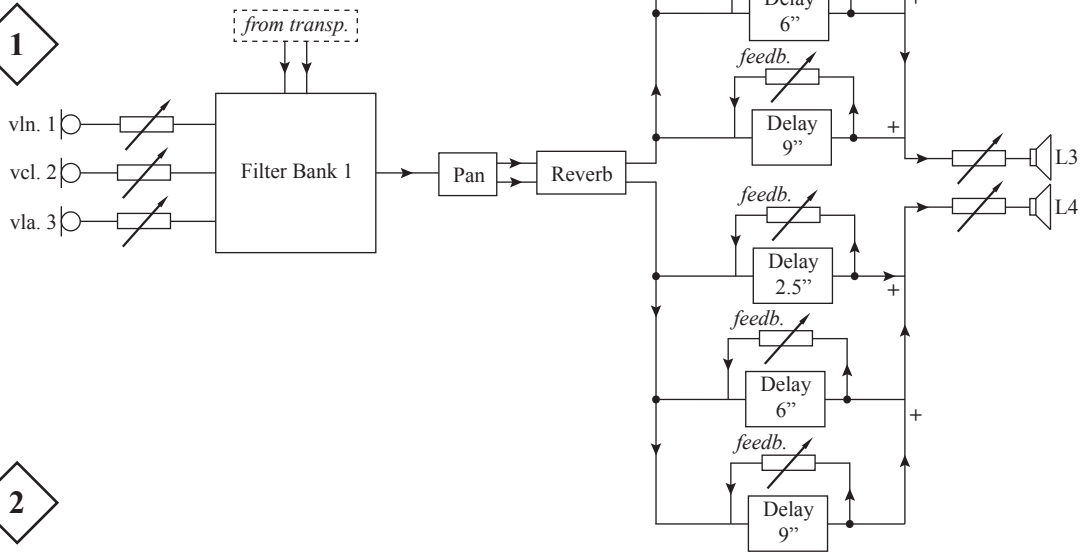 1
from transp.
vln. 1
vcl. 2
vla. 3
Filter Bank 1
Pan
Reverb
Delay
6”
+
feedb.
Delay
9”
+
L3
L4
feedb.
Delay
2.5”
+
feedb.
Delay
6”
+
feedb.
Delay
9”
2